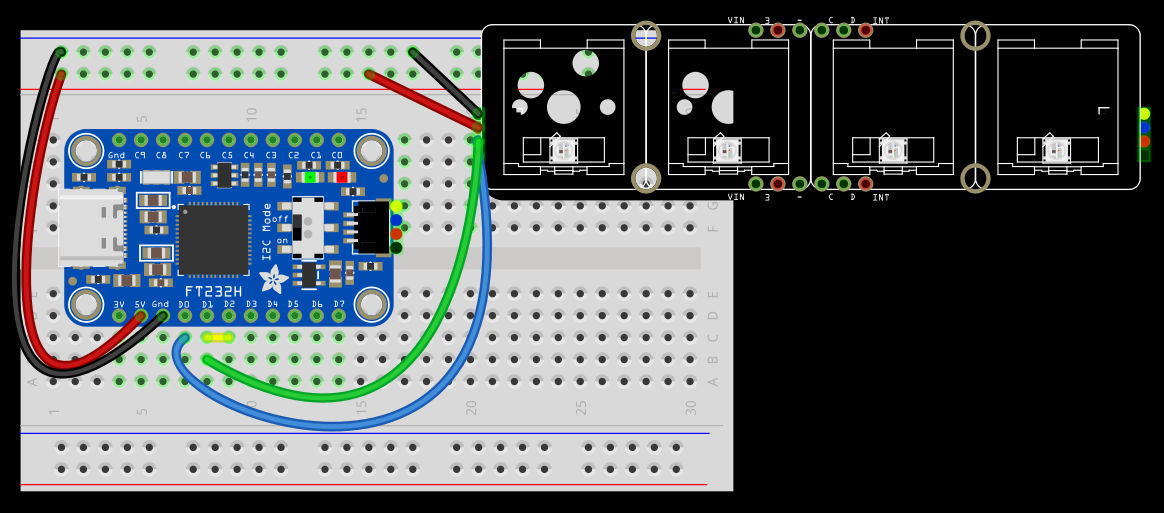 VIN 3 - C D INT
5 10 15
Gnd C9 C8 C7 C6 C5 C4 C3 C2 C1 C0
I2C Mode
off
on
G
F
FT232H
3V 5V Gnd D0 D1 D2 D3 D4 D5 D6 D7
VIN 3 - C D INT
E
E
D
C
B
A
A
1 5 10 15 20 25 30